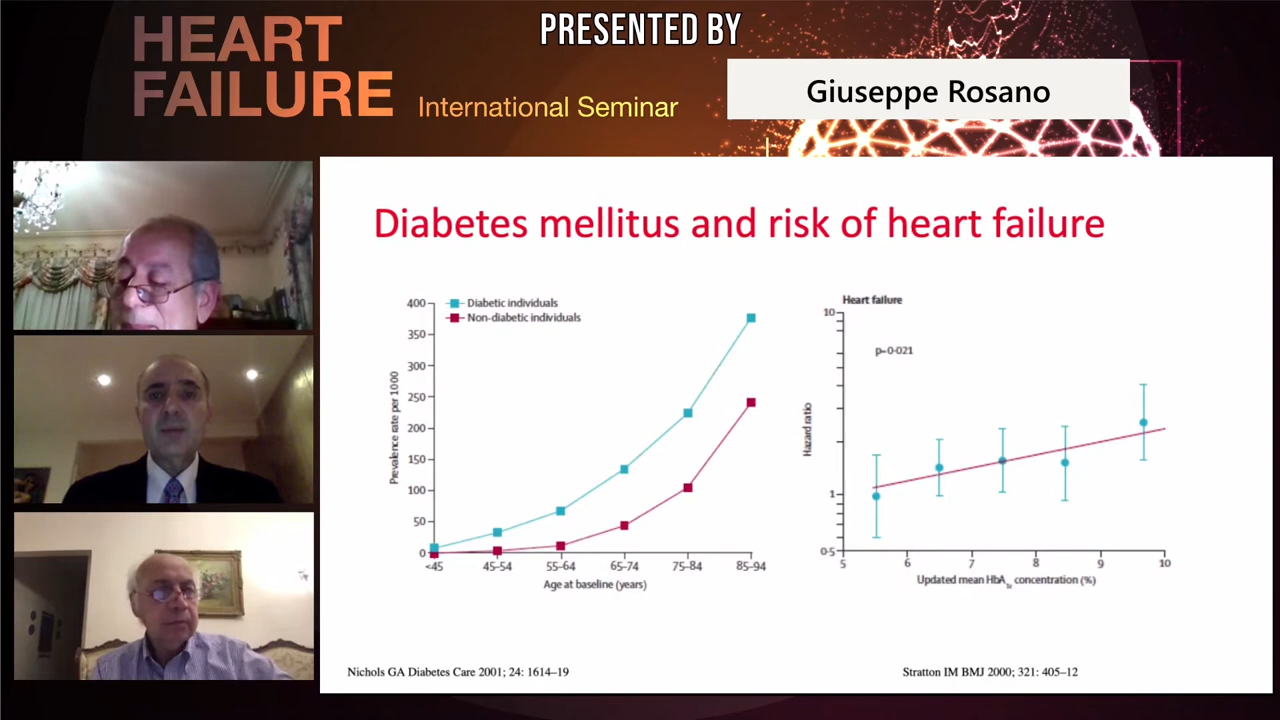 HEART
FAILURE
International Seminar
PRESENTED BY
Giuseppe Rosano
Diabetes mellitus and risk of heart failure
Diabetic individuals
Non-diabetic individuals
400
350
300
250
200
150
100
50
0
Prevalence rate per 1000
<45
45–54
55–64
65–74
75–84
85–94
Age at baseline (years)
Heart failure
p=0·021
10
1
0·5
Hazard ratio
5
6
7
8
9
10
Updated mean HbA1c concentration (%)
Nichols GA Diabetes Care 2001; 24: 1614–19
Stratton IM BMJ 2000; 321: 405–12